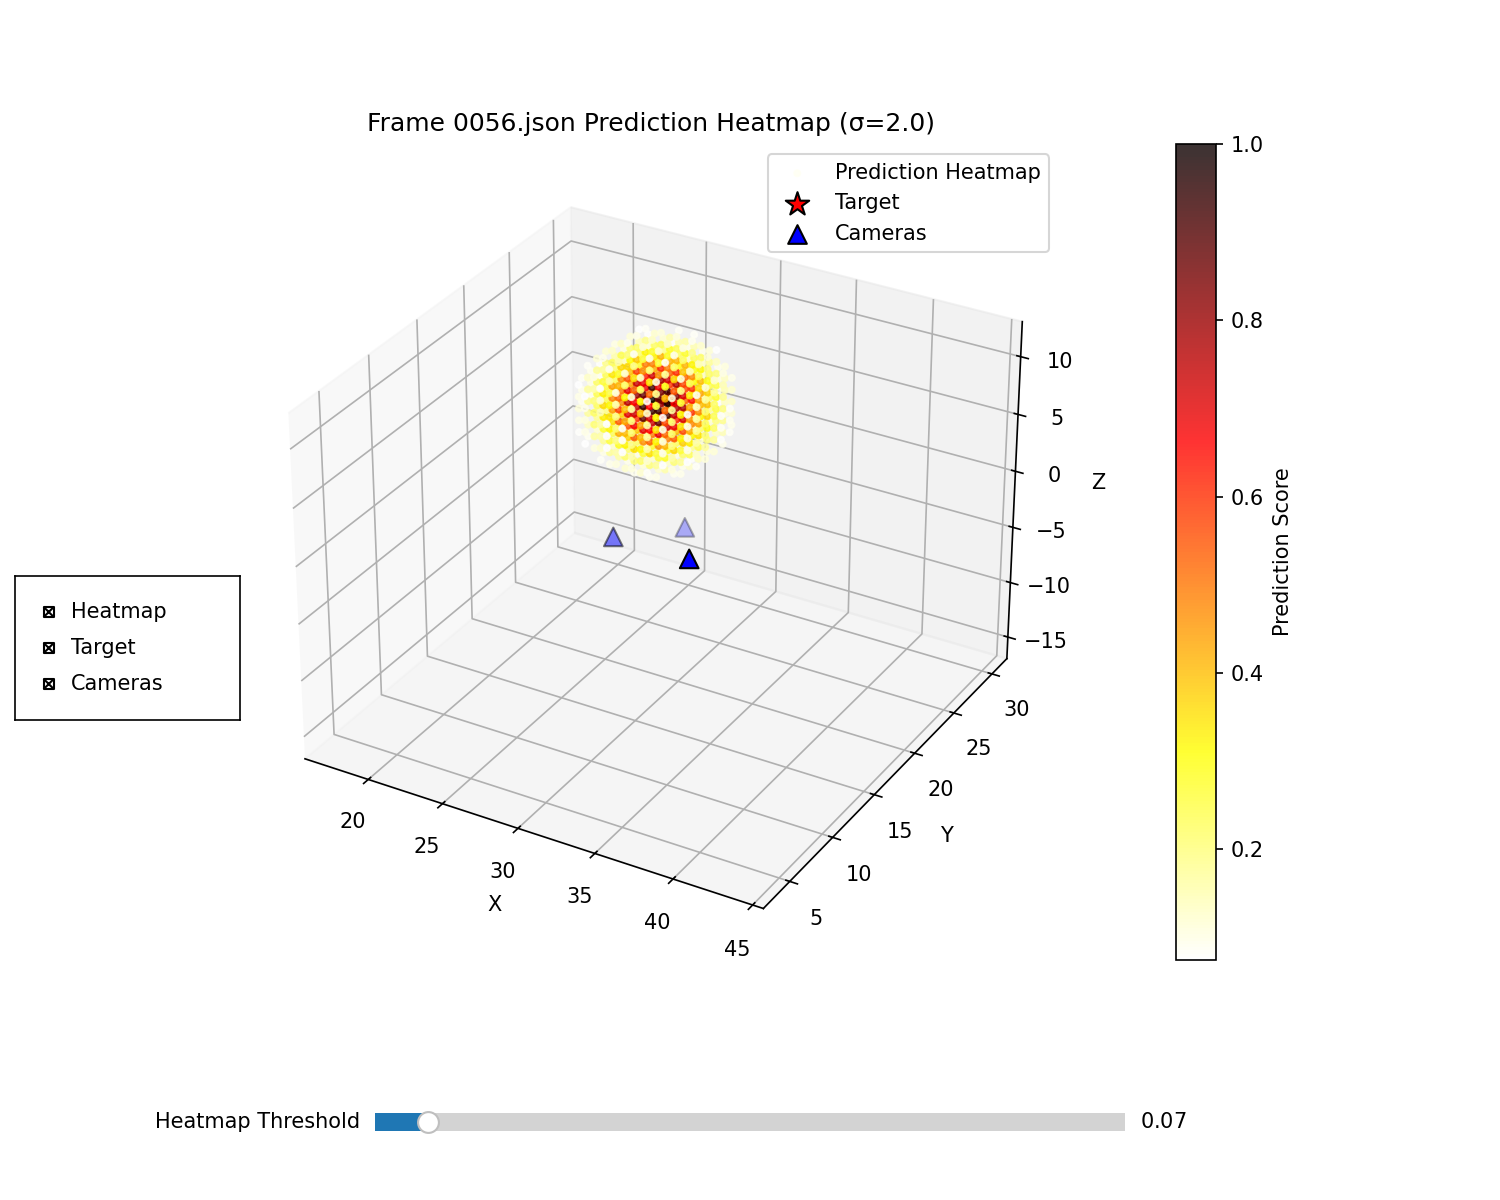 Frame 0056.json Prediction Heatmap (σ=2.0)
Prediction Heatmap
Target
Cameras
1.0
0.8
0.6
0.4
0.2
Prediction Score
10
5
0
−5
−10
−15
Z
30
25
20
15
10
5
Y
20
25
30
35
40
45
X
Heatmap
Target
Cameras
Heatmap Threshold
0.07